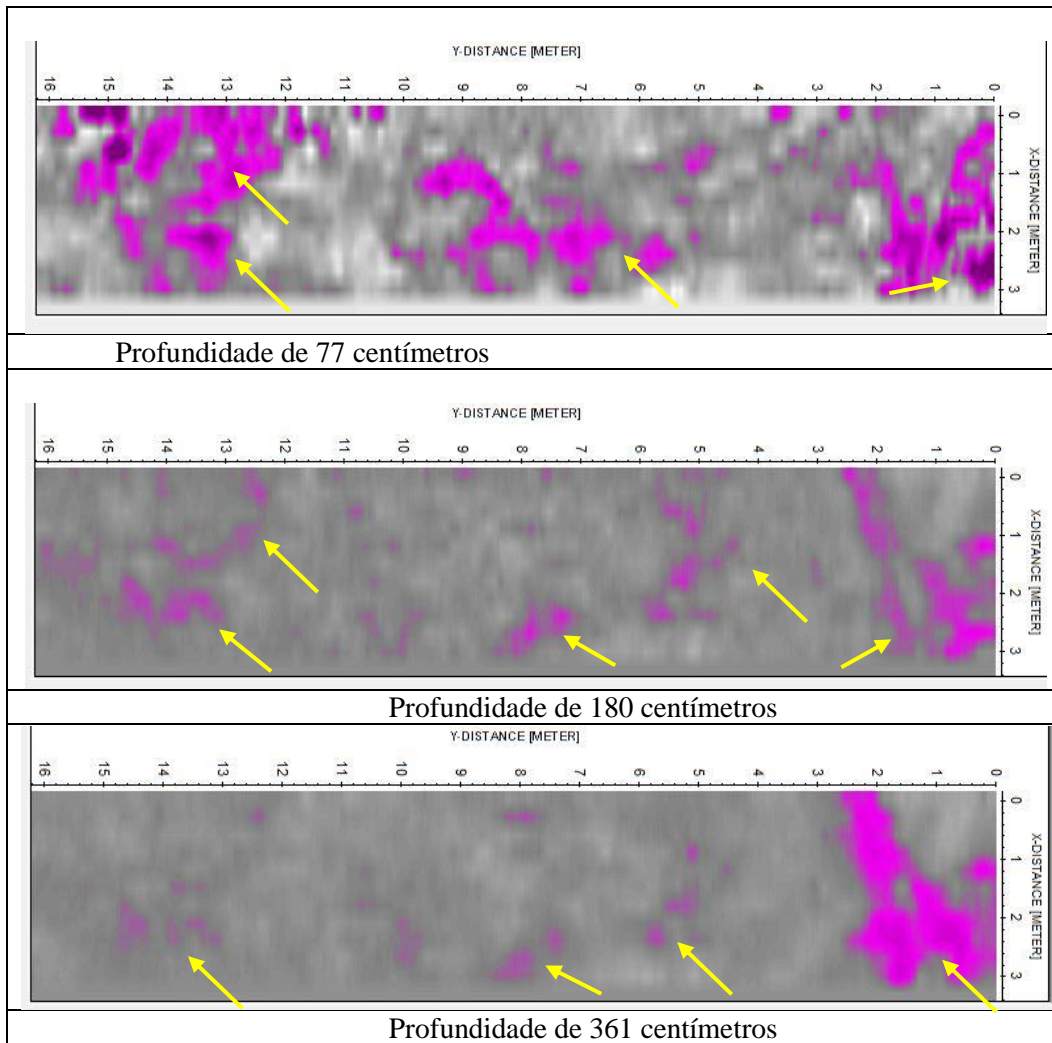 Y-DISTANCE [METER]
16 15 14 13 12 11 10 9 8 7 6 5 4 3 2 1 0
0 1 2 3
X-DISTANCE [METER]
Profundidade de 77 centímetros
Y-DISTANCE [METER]
16 15 14 13 12 11 10 9 8 7 6 5 4 3 2 1 0
0 1 2 3
X-DISTANCE [METER]
Profundidade de 180 centímetros
Y-DISTANCE [METER]
16 15 14 13 12 11 10 9 8 7 6 5 4 3 2 1 0
0 1 2 3
X-DISTANCE [METER]
Profundidade de 361 centímetros